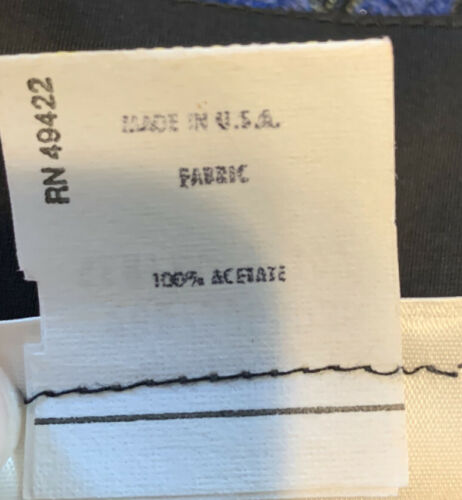 RN 49422
MADE IN U.S.A.
FABRIC
100% ACETATE